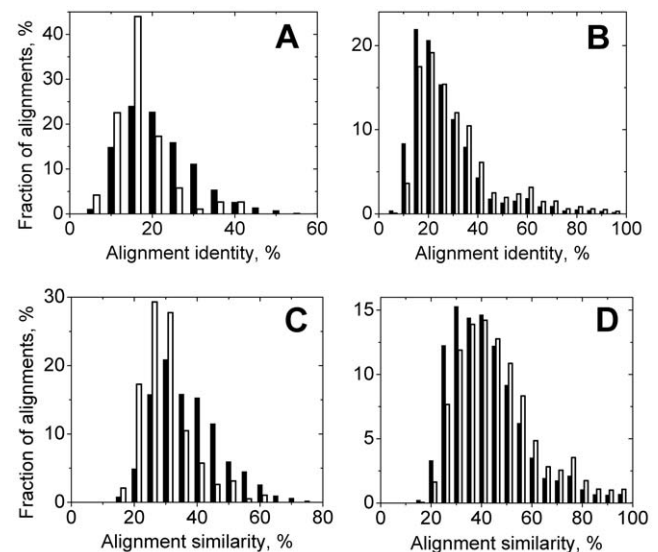 A
B
Fraction of alignments, %
40
30
20
10
0
0 20 40 60
Alignment identity, %
20
10
0
0 20 40 60 80 100
Alignment identity, %
C
D
Fraction of alignments, %
30
20
10
0
0 20 40 60 80
Alignment similarity, %
15
10
5
0
0 20 40 60 80 100
Alignment similarity, %